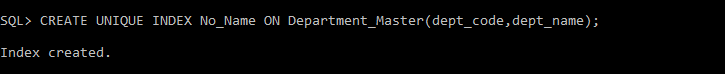 SQL> CREATE UNIQUE INDEX No_Name ON Department_Master(dept_code,dept_name);
Index created.